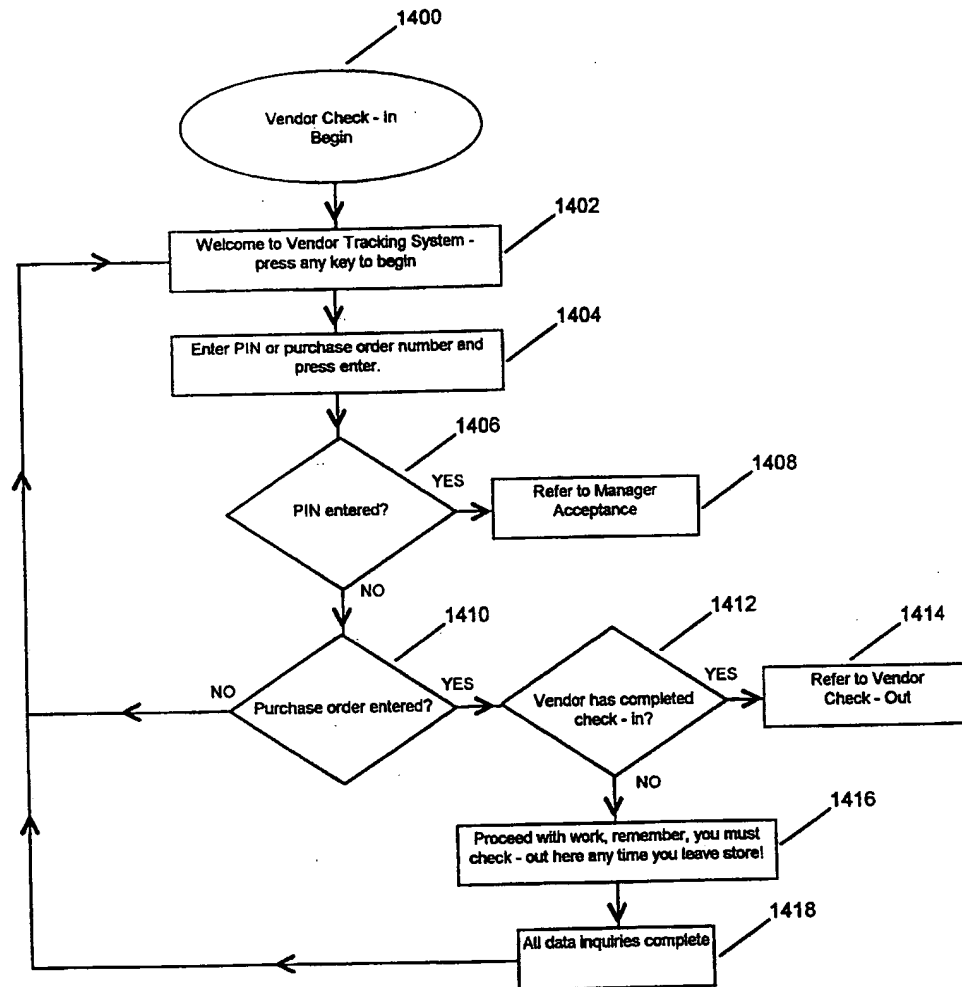 1400
Vendor Check - In
Begin
1402
Welcome to Vendor Tracking System -
press any key to begin
1404
Enter PIN or purchase order number and
press enter.
1406
PIN entered?
YES
1408
Refer to Manager
Acceptance
NO
1410
Purchase order entered?
NO
YES
1412
Vendor has completed
check - in?
YES
1414
Refer to Vendor
Check - Out
NO
1416
Proceed with work, remember, you must
check - out here any time you leave store!
1418
All data inquiries complete